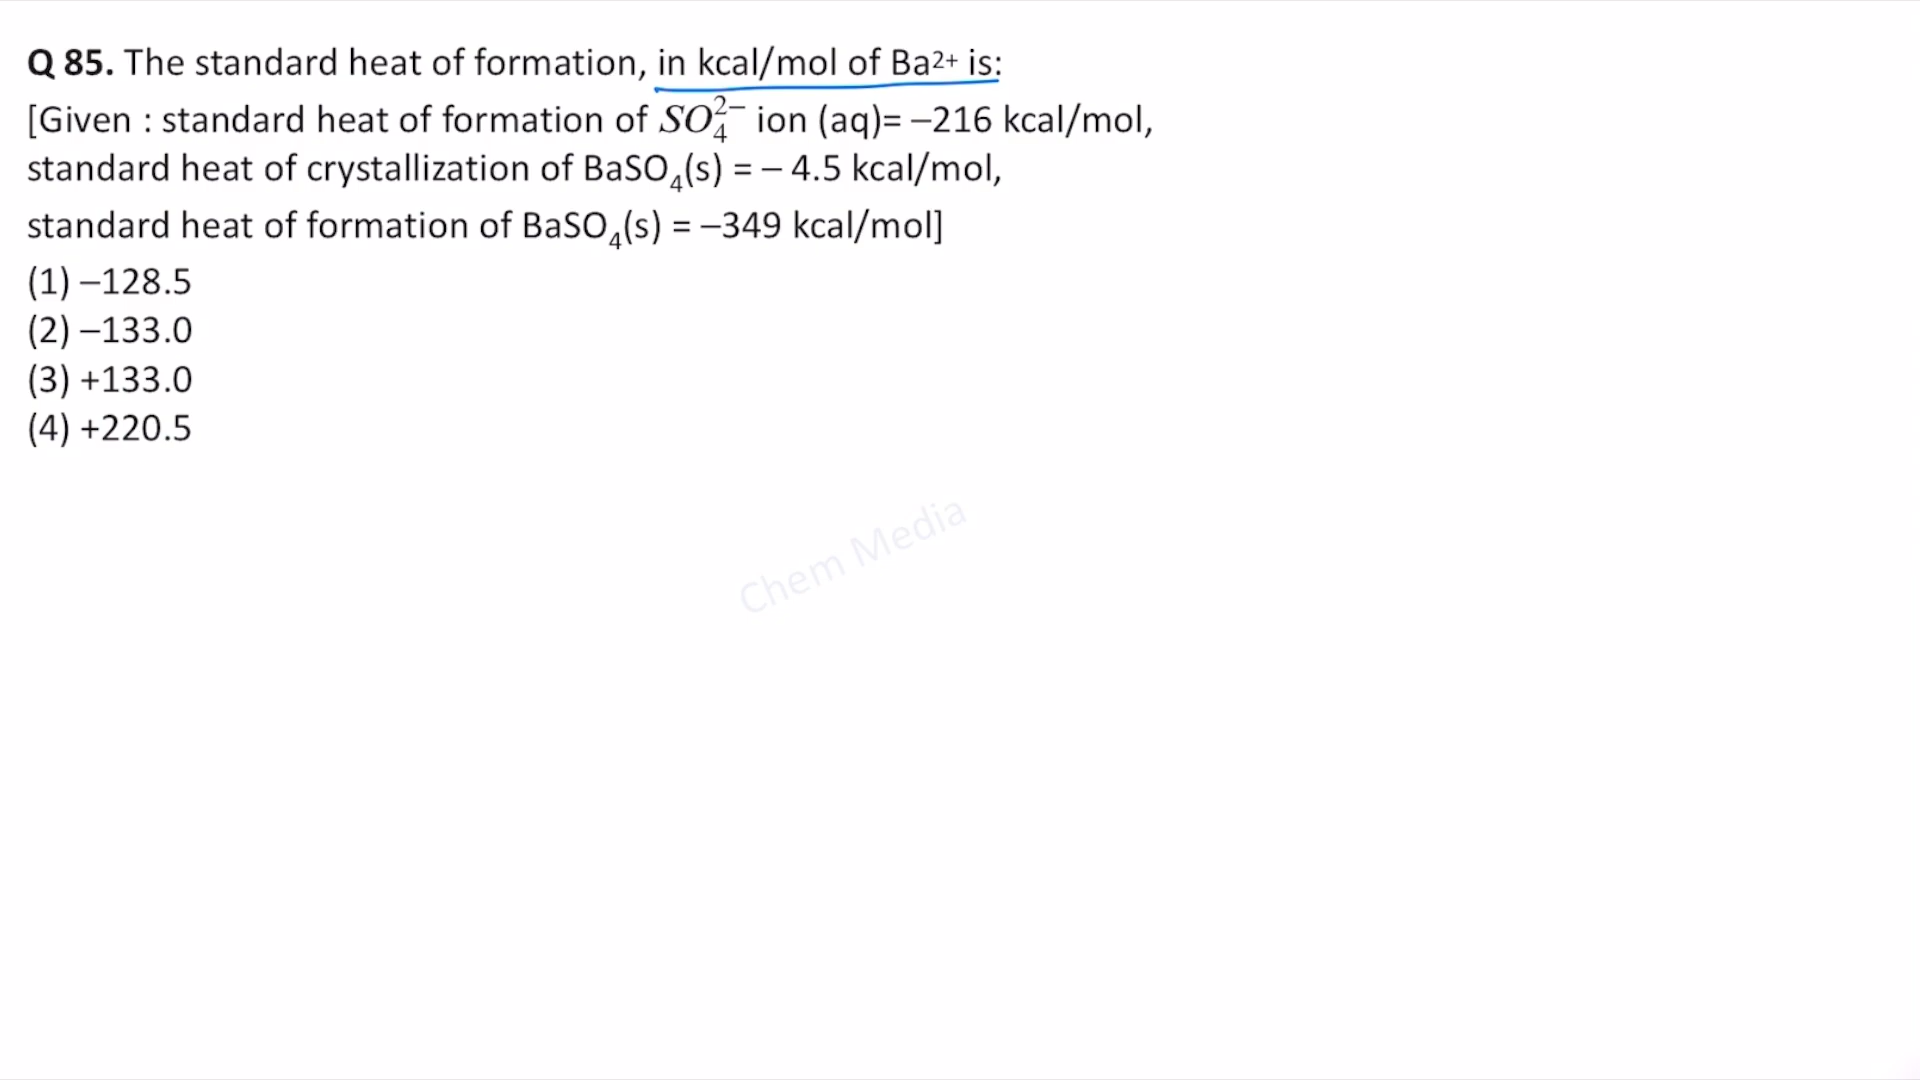 Q 85. The standard heat of formation, in kcal/mol of Ba²⁺ is:
[Given : standard heat of formation of SO₄²⁻ ion (aq)= –216 kcal/mol,
standard heat of crystallization of BaSO₄(s) = – 4.5 kcal/mol,
standard heat of formation of BaSO₄(s) = –349 kcal/mol]
(1) –128.5
(2) –133.0
(3) +133.0
(4) +220.5
Chem Media